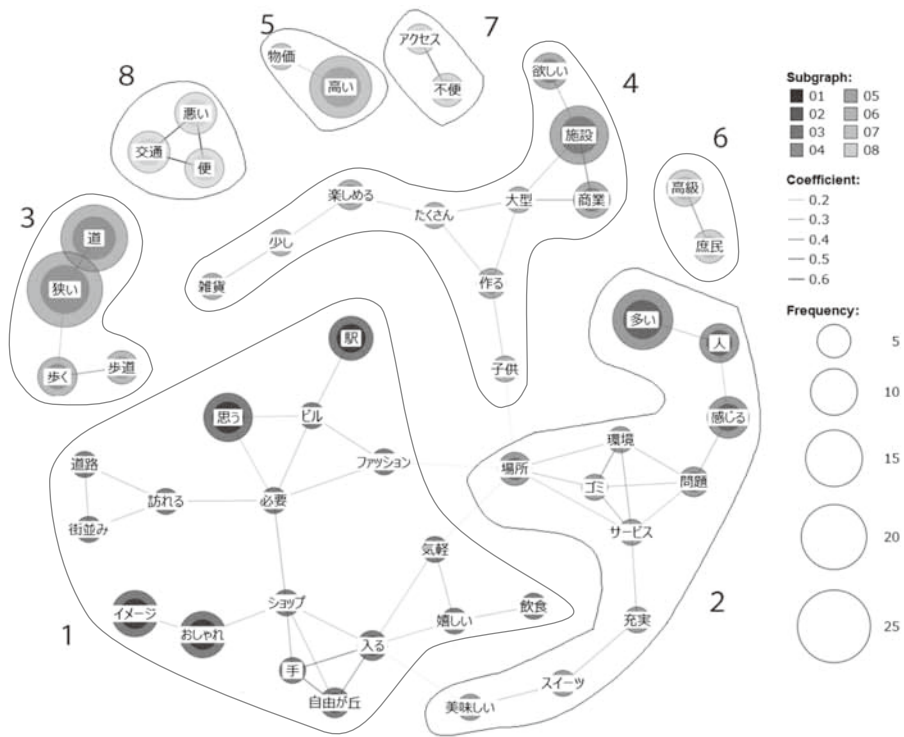 5
7
アクセス
物価
4
欲しい
8
高い
不便
Subgraph:
01 05
02 06
03 07
04 08
悪い
施設
交通
便
6
Coefficient:
0.2
0.3
0.4
0.5
0.6
高級
庶民
楽しめる
たくさん
大型
商業
3
道
少し
狭い
雑貨
作る
Frequency:
5
10
15
20
25
多い
人
駅
歩く
歩道
子供
1
思う
ビル
感じる
環境
道路
ファッション
場所
ゴミ
問題
訪れる
必要
街並み
サービス
気軽
2
イメージ
おしゃれ
ショップ
嬉しい
飲食
充実
入る
手
自由が丘
スイーツ
美味しい